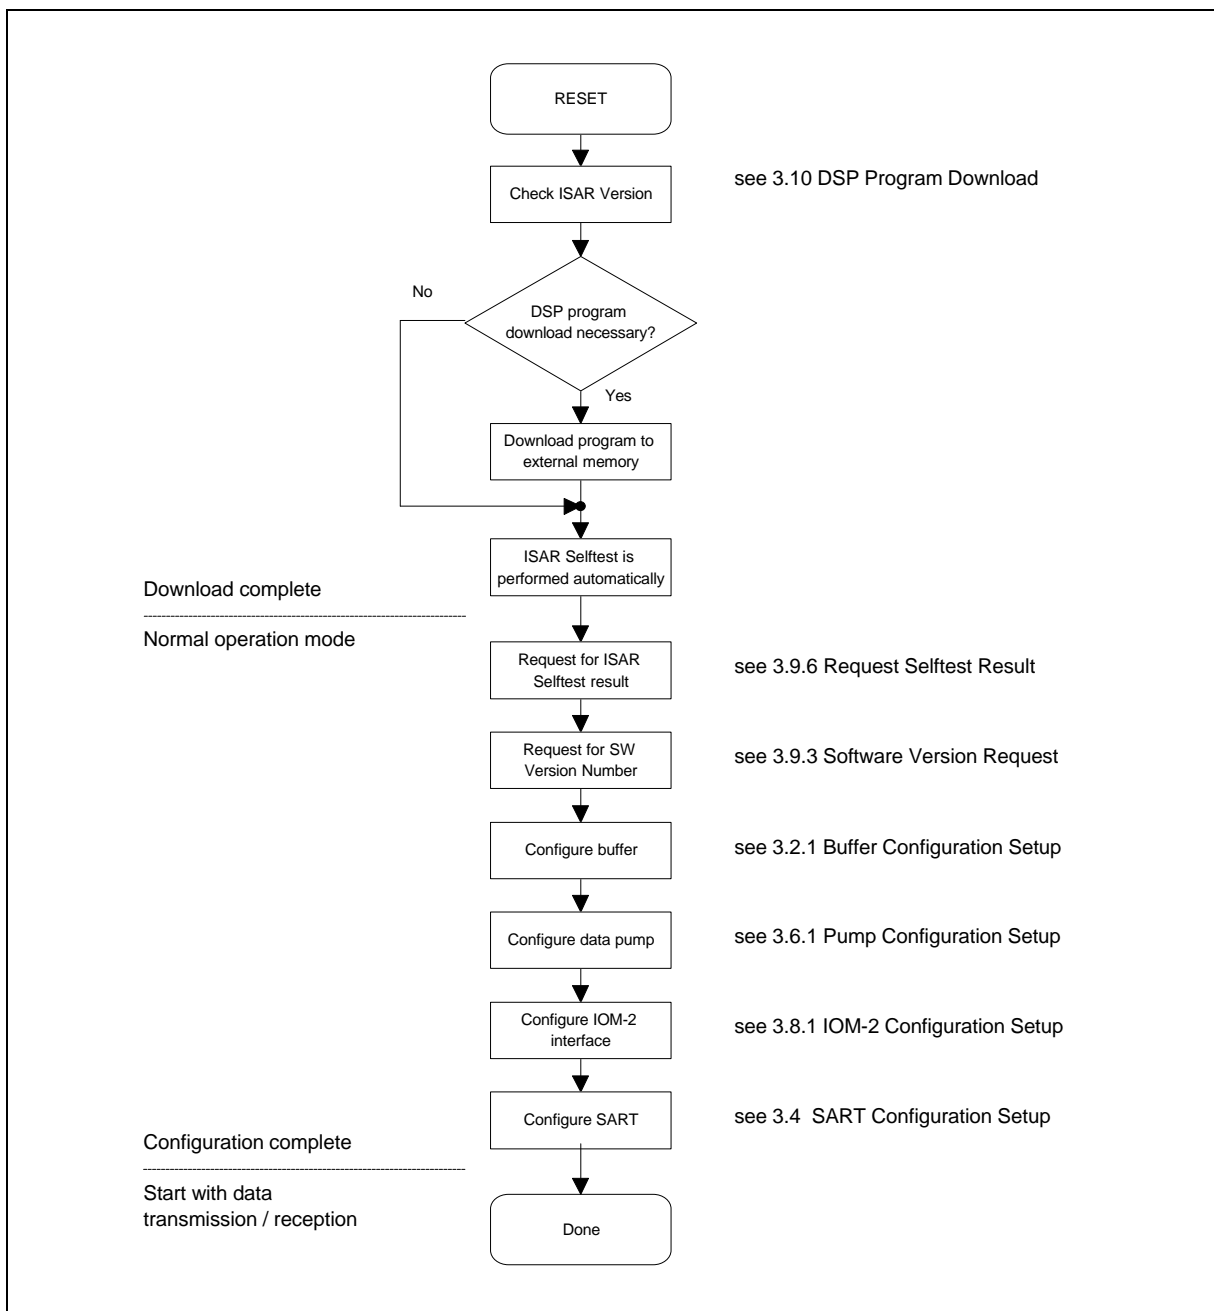 RESET
Check ISAR Version
see 3.10 DSP Program Download
No
DSP program
download necessary?
Yes
Download program to
external memory
ISAR Selftest is
performed automatically
Download complete
Normal operation mode
Request for ISAR
Selftest result
see 3.9.6 Request Selftest Result
Request for SW
Version Number
see 3.9.3 Software Version Request
Configure buffer
see 3.2.1 Buffer Configuration Setup
Configure data pump
see 3.6.1 Pump Configuration Setup
Configure IOM-2
interface
see 3.8.1 IOM-2 Configuration Setup
Configure SART
see 3.4 SART Configuration Setup
Configuration complete
Start with data
transmission / reception
Done